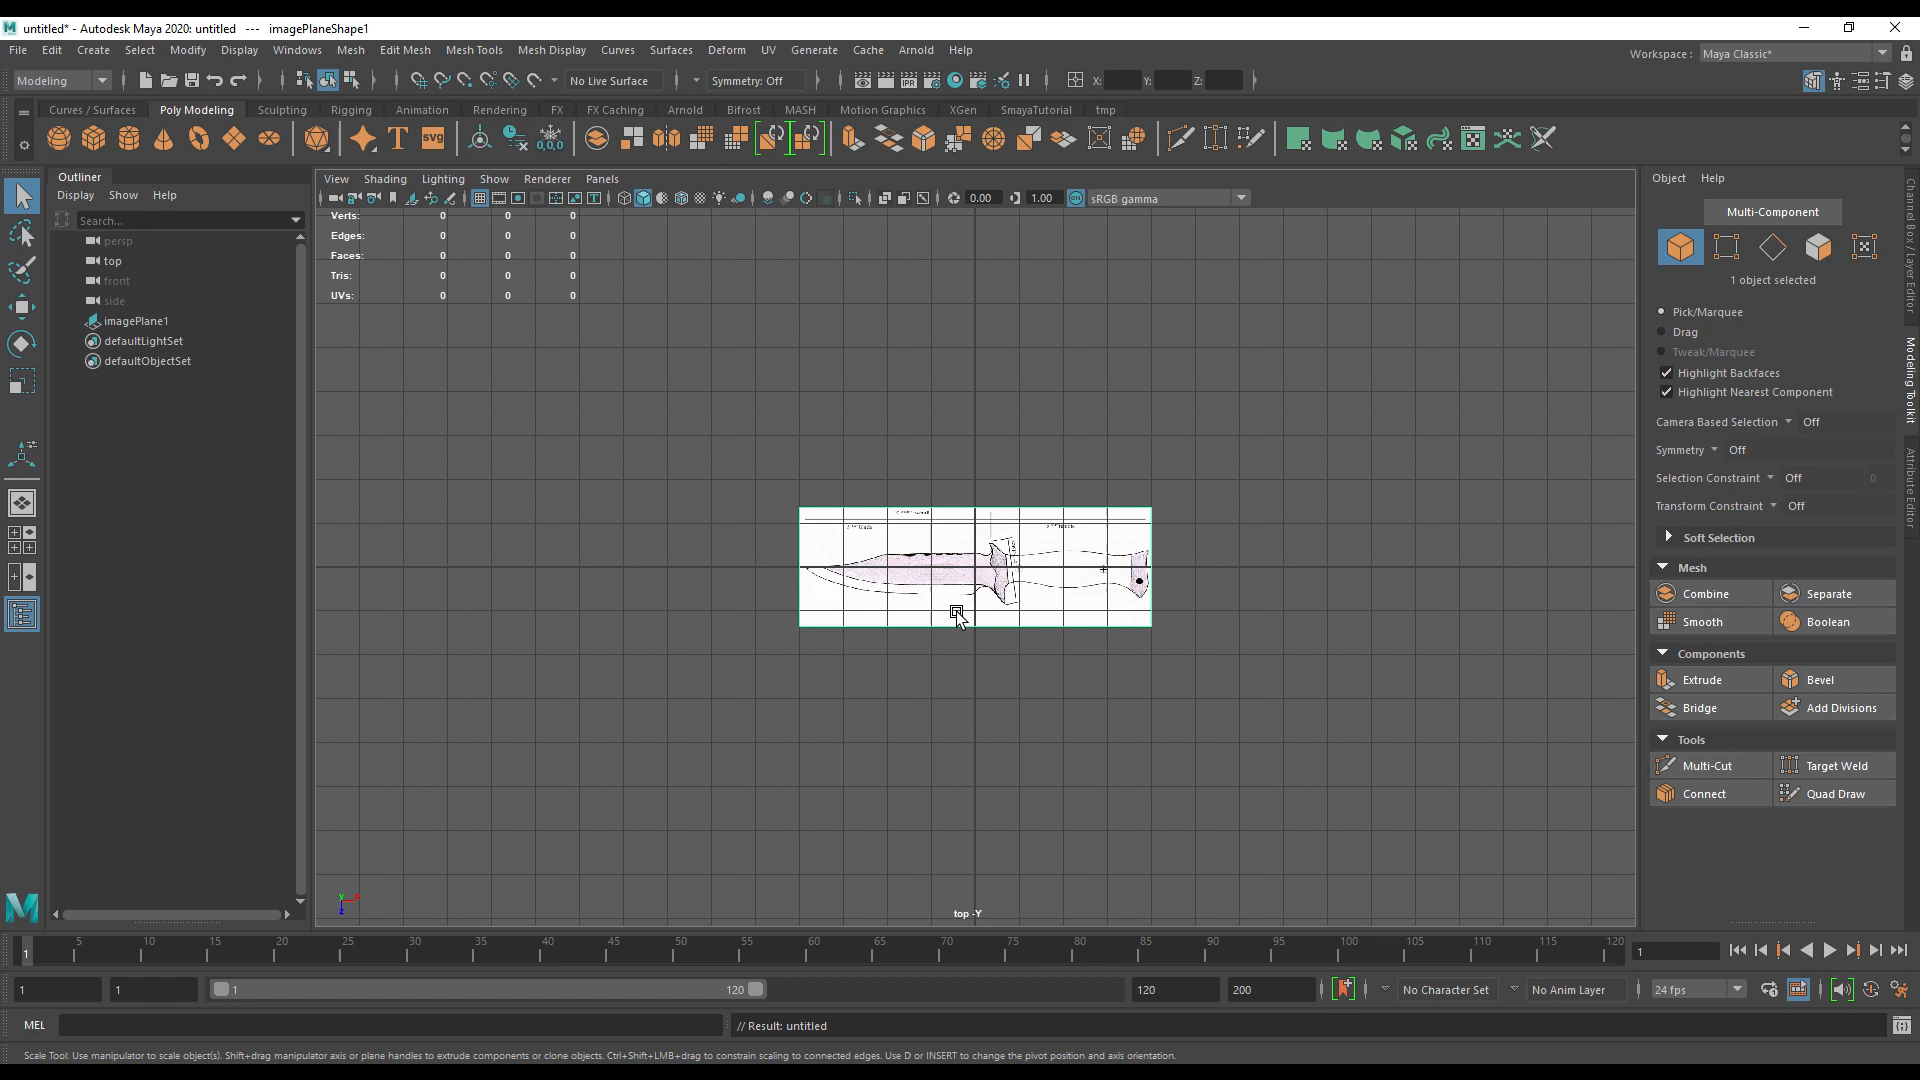 untitled* - Autodesk Maya 2020: untitled --- imagePlaneShape1
File Edit Create Select Modify Display Windows Mesh Edit Mesh Mesh Tools Mesh Display Curves Surfaces Deform UV Generate Cache Arnold Help
Workspace : Maya Classic*
Modeling No Live Surface Symmetry: Off X: Y: Z:
Curves / Surfaces Poly Modeling Sculpting Rigging Animation Rendering FX FX Caching Arnold Bifrost MASH Motion Graphics XGen SmayaTutorial tmp
T svg 0,0,0
Outliner
Display Show Help
Search...
persp
top
front
side
imagePlane1
defaultLightSet
defaultObjectSet
View Shading Lighting Show Renderer Panels
0.00 1.00 ON sRGB gamma
Verts: 0 0 0
Edges: 0 0 0
Faces: 0 0 0
Tris: 0 0 0
UVs: 0 0 0
top -Y
Object Help
Multi-Component
1 object selected
Pick/Marquee
Drag
Tweak/Marquee
Highlight Backfaces
Highlight Nearest Component
Camera Based Selection Off
Symmetry Off
Selection Constraint Off 0
Transform Constraint Off
Soft Selection
Mesh
Combine Separate
Smooth Boolean
Components
Extrude Bevel
Bridge Add Divisions
Tools
Multi-Cut Target Weld
Connect Quad Draw
Channel Box / Layer Editor
Modeling Toolkit
Attribute Editor
1 5 10 15 20 25 30 35 40 45 50 55 60 65 70 75 80 85 90 95 100 105 110 115 120 1
1 1 1 120 120 200 No Character Set No Anim Layer 24 fps
MEL // Result: untitled
Scale Tool: Use manipulator to scale object(s). Shift+drag manipulator axis or plane handles to extrude components or clone objects. Ctrl+Shift+LMB+drag to constrain scaling to connected edges. Use D or INSERT to change the pivot position and axis orientation.